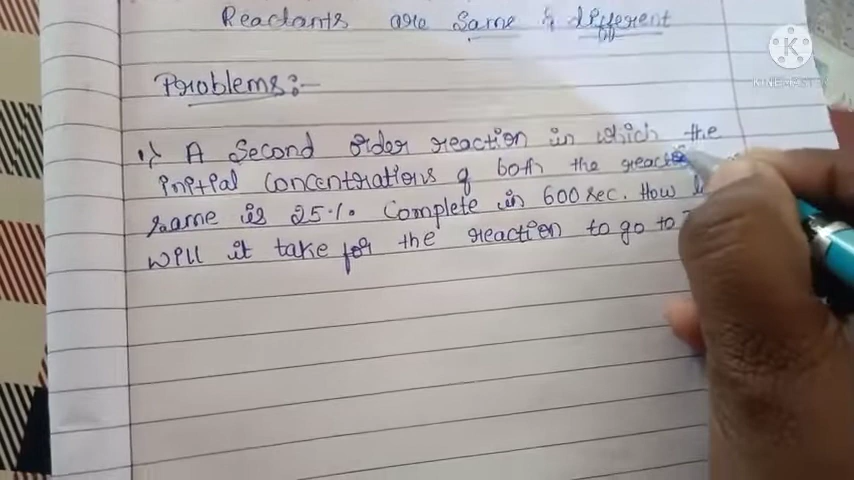 Reactants are same & different
KINEMASTER
Problems:-
1) A second order reaction in which the
initial concentrations of both the
same is 25% complete in 600 sec. How
will it take for the reaction to go to